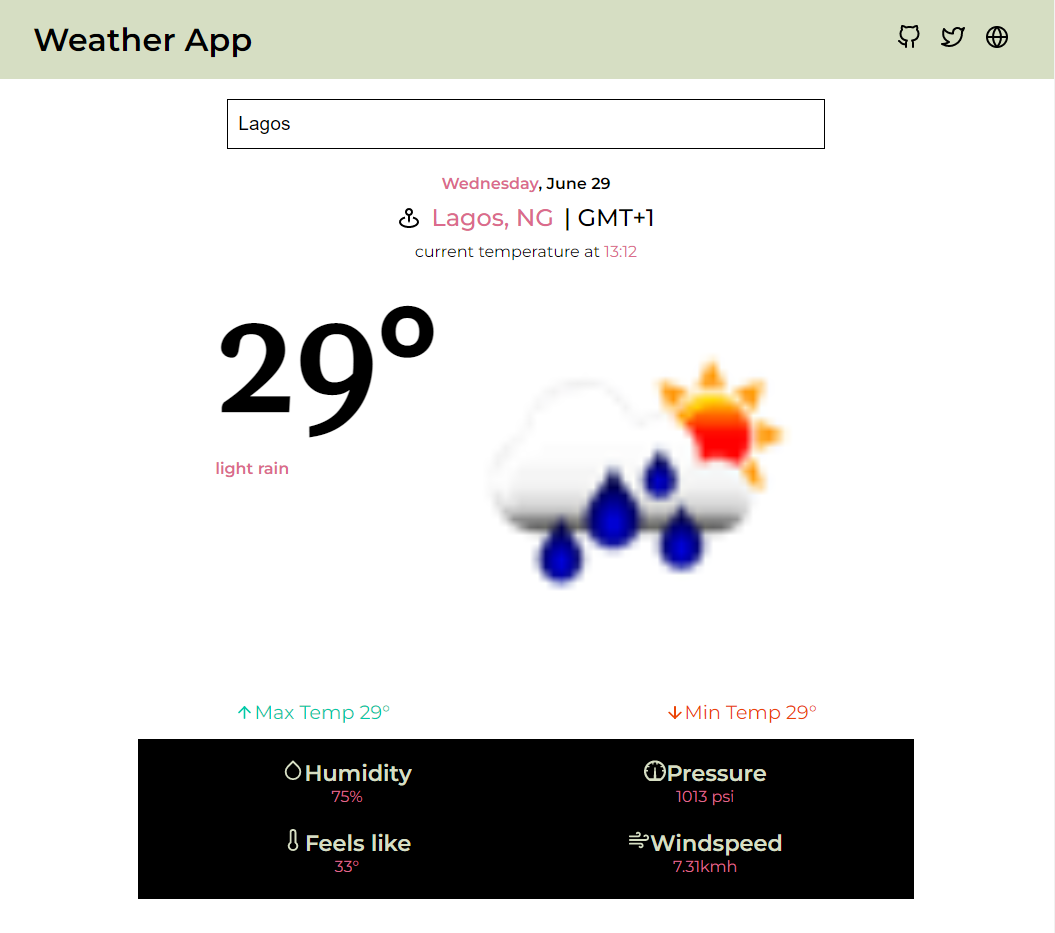 Weather App
Lagos
Wednesday, June 29
Lagos, NG | GMT+1
current temperature at 13:12
29°
light rain
Max Temp 29°
Min Temp 29°
Humidity
75%
Pressure
1013 psi
Feels like
33°
Windspeed
7.31kmh